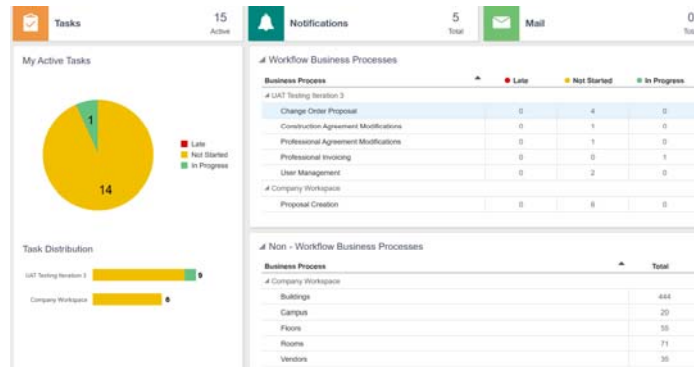 Tasks
15
Active
Notifications
5
Total
Mail
0
My Active Tasks
1
14
Late
Not Started
In Progress
Task Distribution
UAT Testing Iteration 3
9
Company Workspace
6
Workflow Business Processes
Business Process Late Not Started In Progress
UAT Testing Iteration 3
Change Order Proposal 0 4 0
Construction Agreement Modifications 0 1 0
Professional Agreement Modifications 0 1 0
Professional Invoicing 0 0 1
User Management 0 2 0
Company Workspace
Proposal Creation 0 6 0
Non - Workflow Business Processes
Business Process Total
Company Workspace
Buildings 444
Campus 20
Floors 55
Rooms 71
Vendors